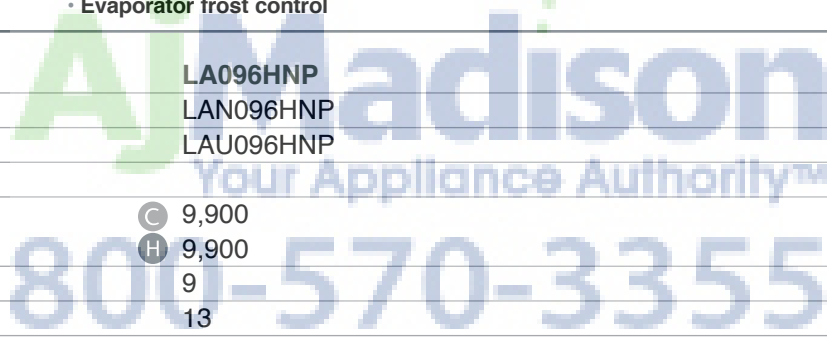 · Evaporator frost control
AjMadison
LA096HNP
LAN096HNP
LAU096HNP
Your Appliance Authority™
C 9,900
H 9,900
800-570-3355
9
13